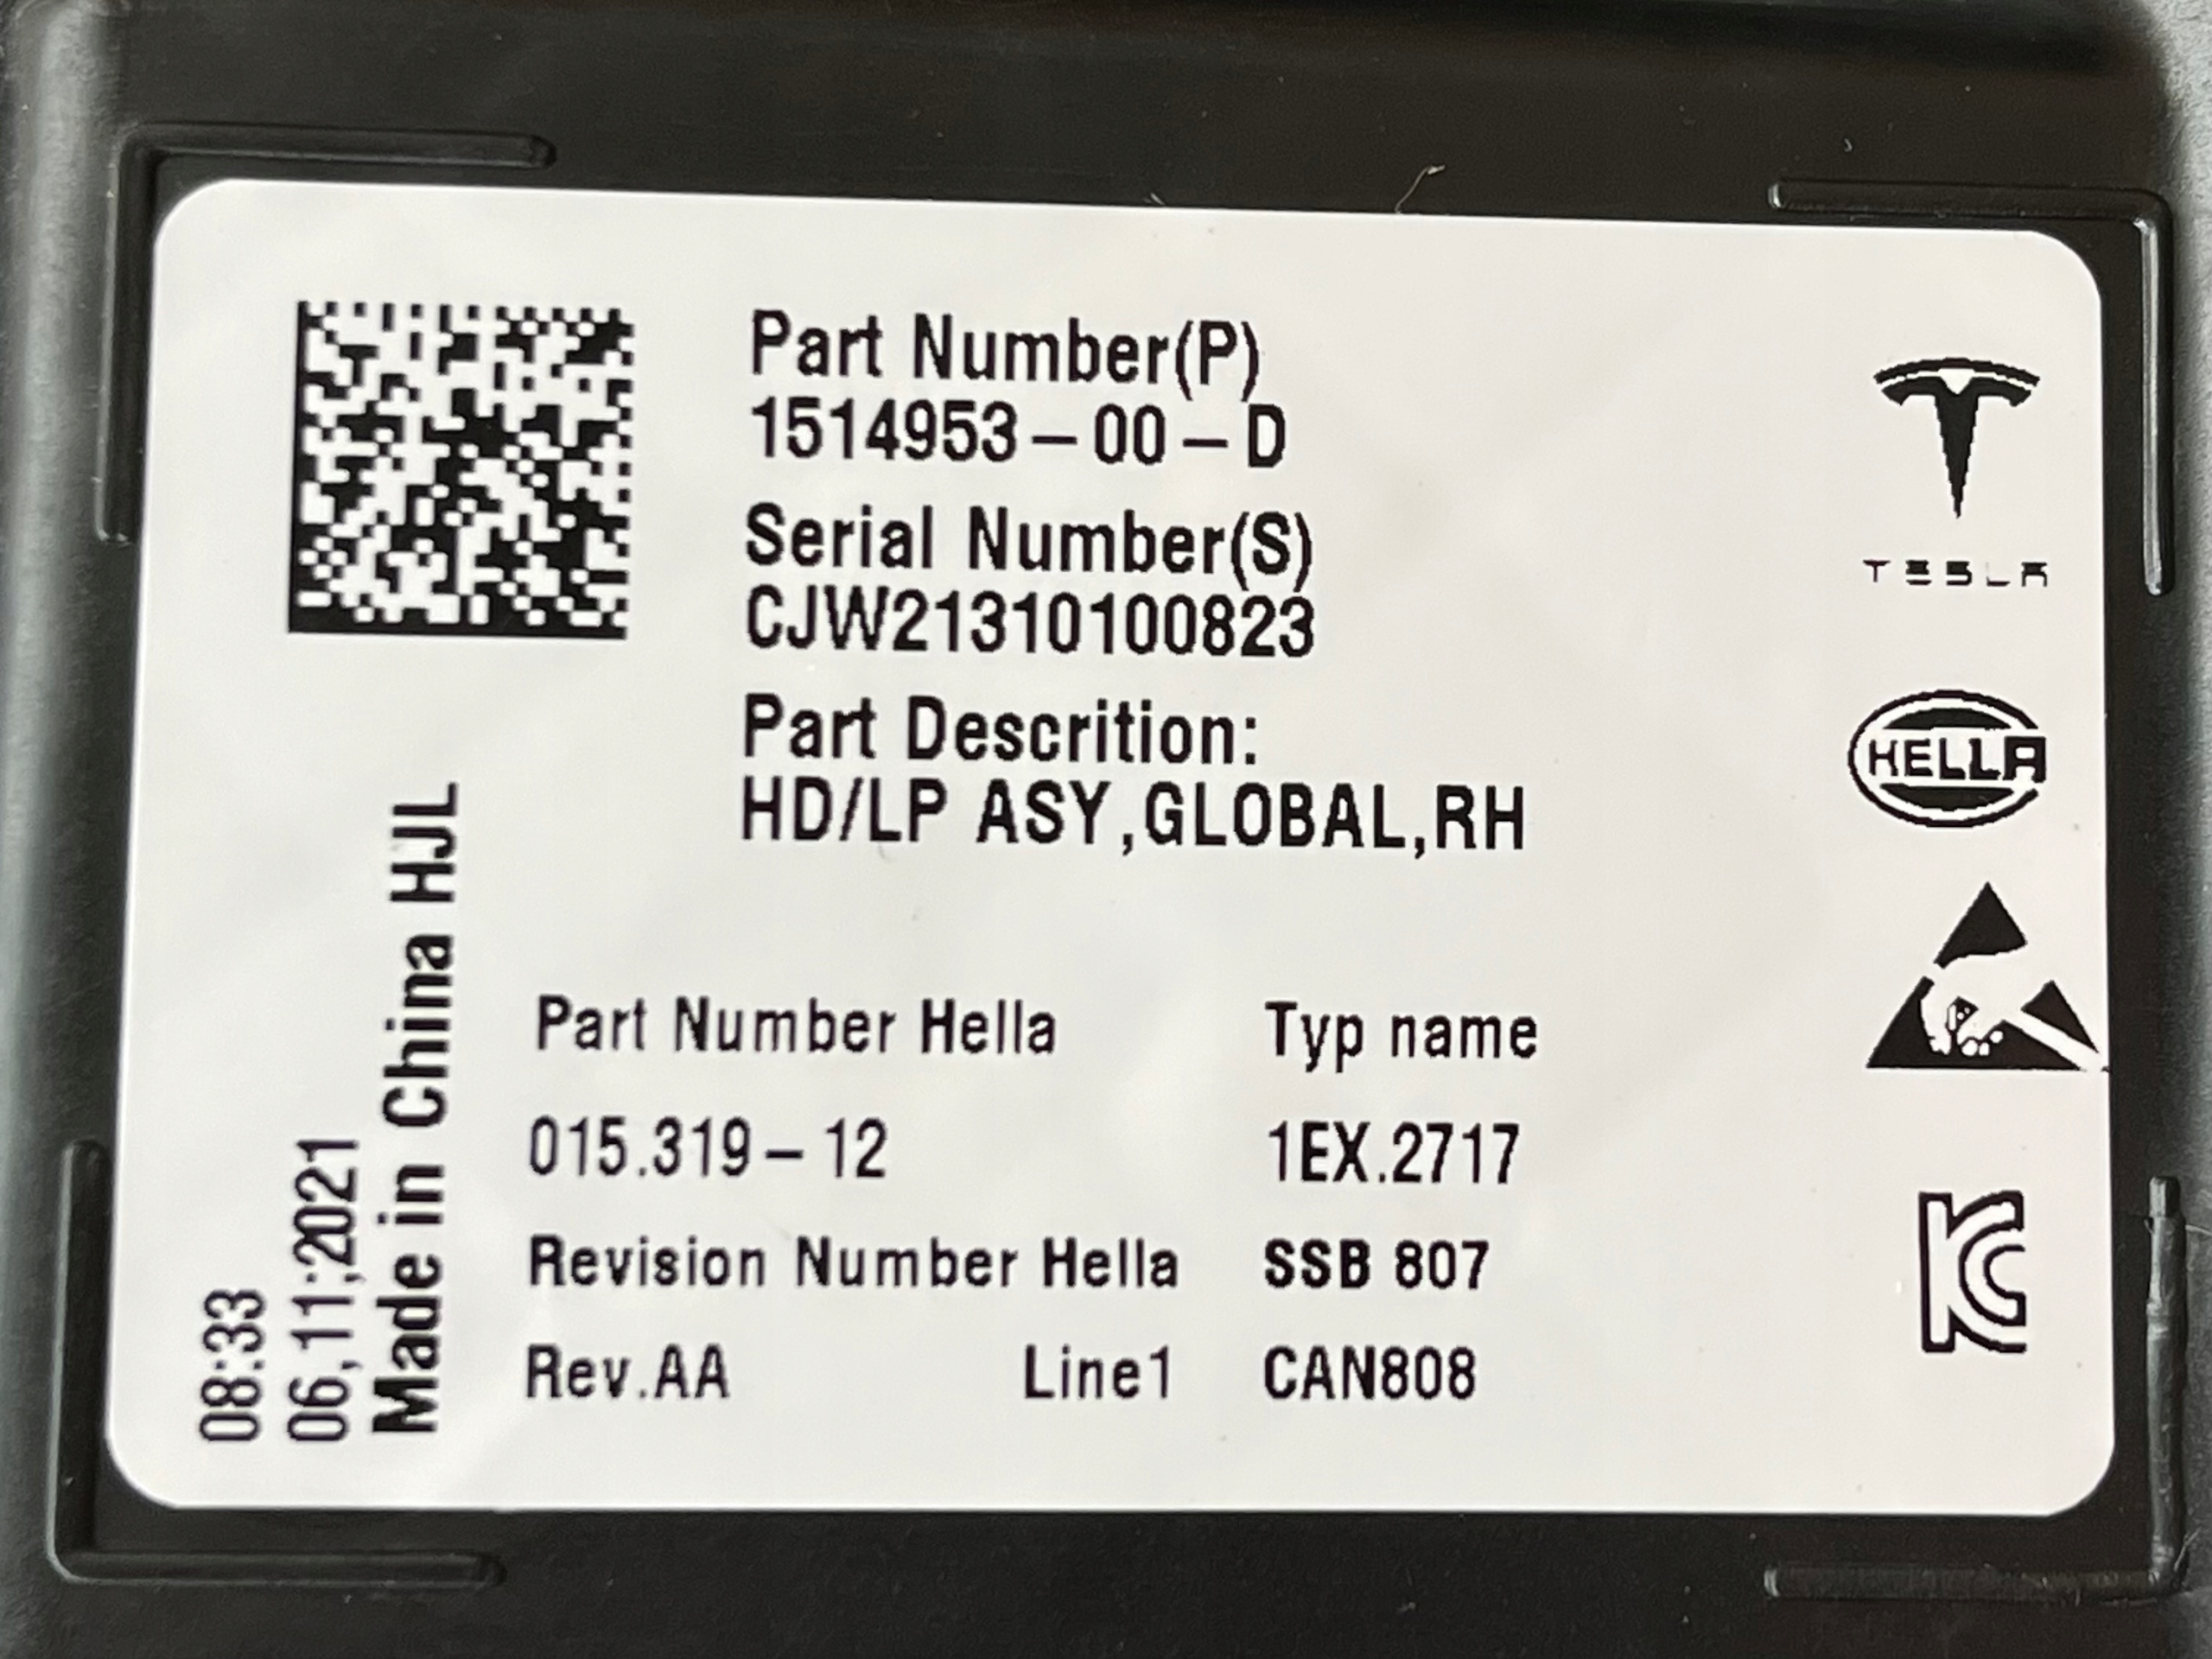 Part Number(P)
1514953-00-D
Serial Number(S)
CJW21310100823
Part Descrition:
HD/LP ASY,GLOBAL,RH
TESLA
HELLA
Part Number Hella
Typ name
015.319-12
1EX.2717
Revision Number Hella
SSB 807
Rev.AA
Line1
CAN808
08:33
06,11;2021
Made in China HJL
KC